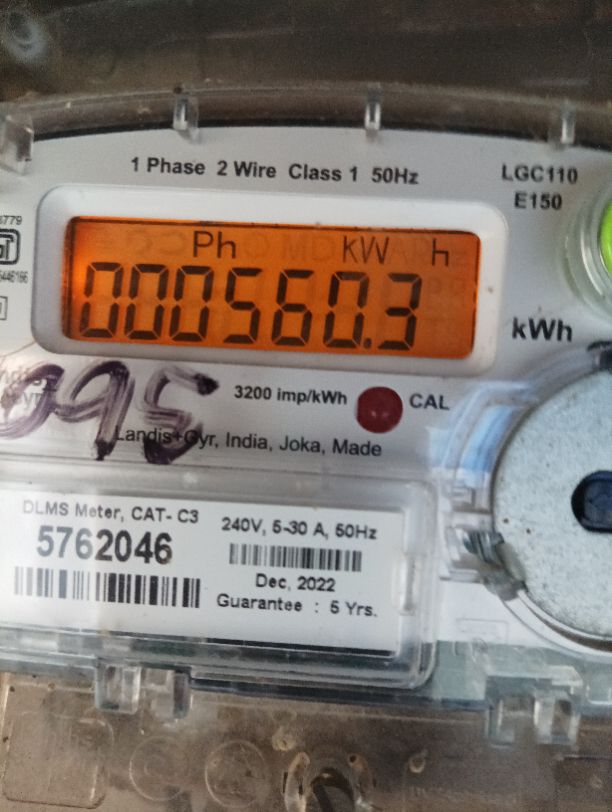 1 Phase 2 Wire Class 1 50Hz
LGC110
E150
Ph KW h
000560.3
kWh
3200 imp/kWh
CAL
Landis+Gyr, India, Joka, Made
DLMS Meter, CAT- C3
5762046
240V, 5-30 A, 50Hz
Dec, 2022
Guarantee : 5 Yrs.